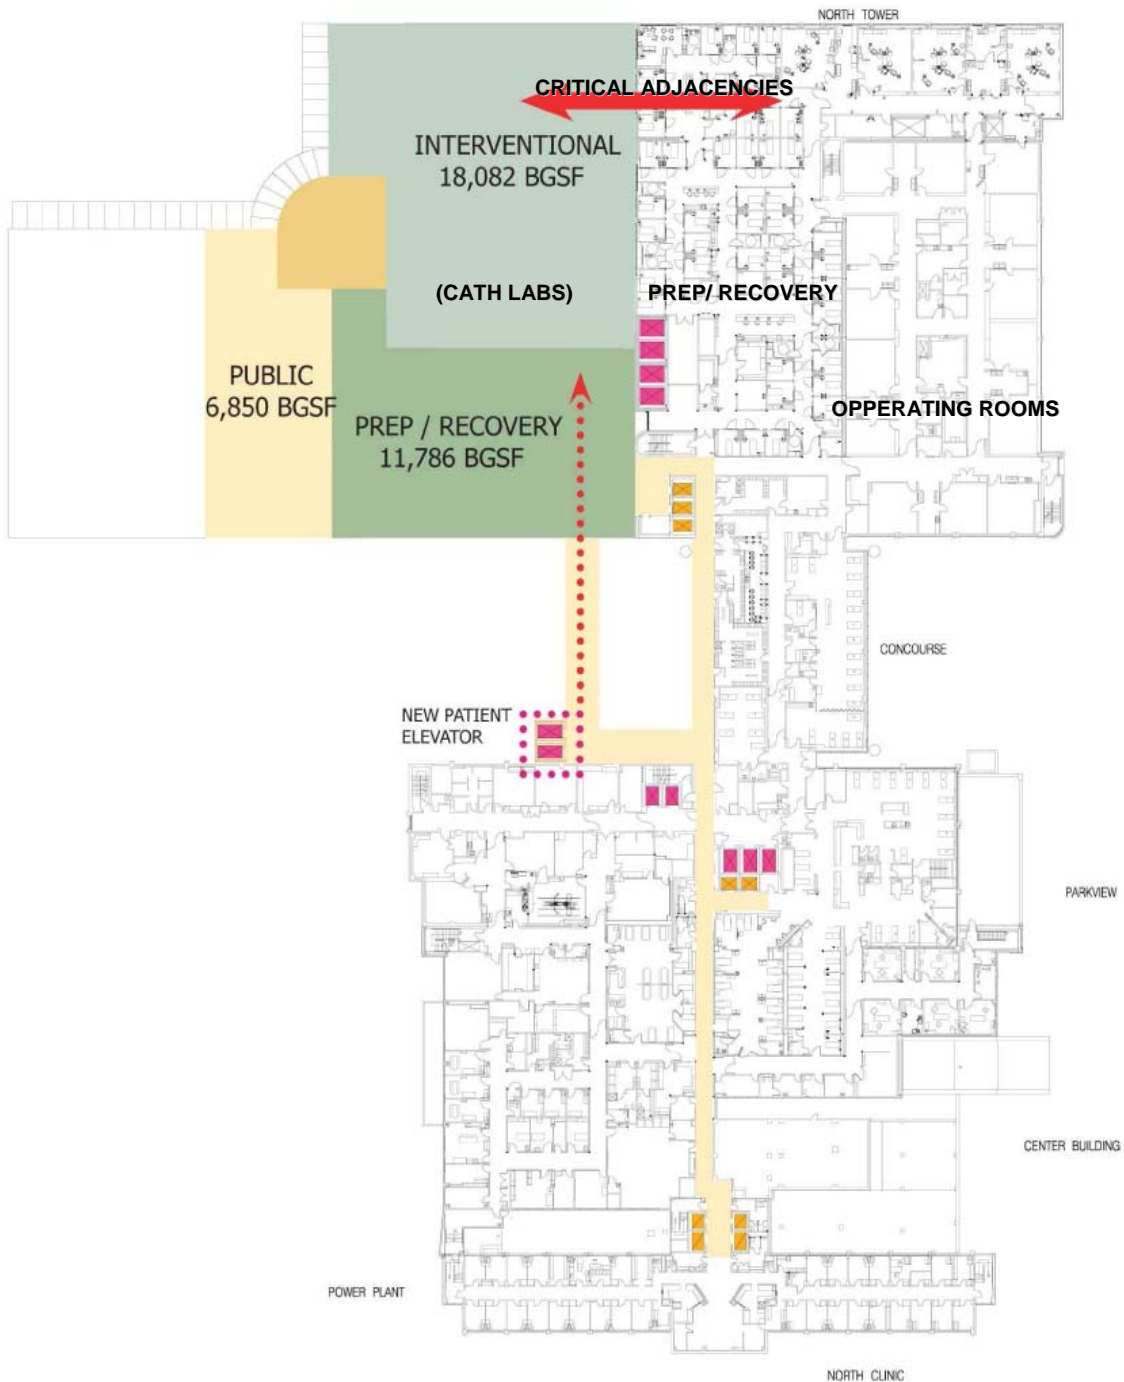 NORTH TOWER
CRITICAL ADJACENCIES
INTERVENTIONAL
18,082 BGSF
(CATH LABS)
PREP/ RECOVERY
PUBLIC
6,850 BGSF
PREP / RECOVERY
11,786 BGSF
OPPERATING ROOMS
CONCOURSE
NEW PATIENT
ELEVATOR
PARKVIEW
CENTER BUILDING
POWER PLANT
NORTH CLINIC